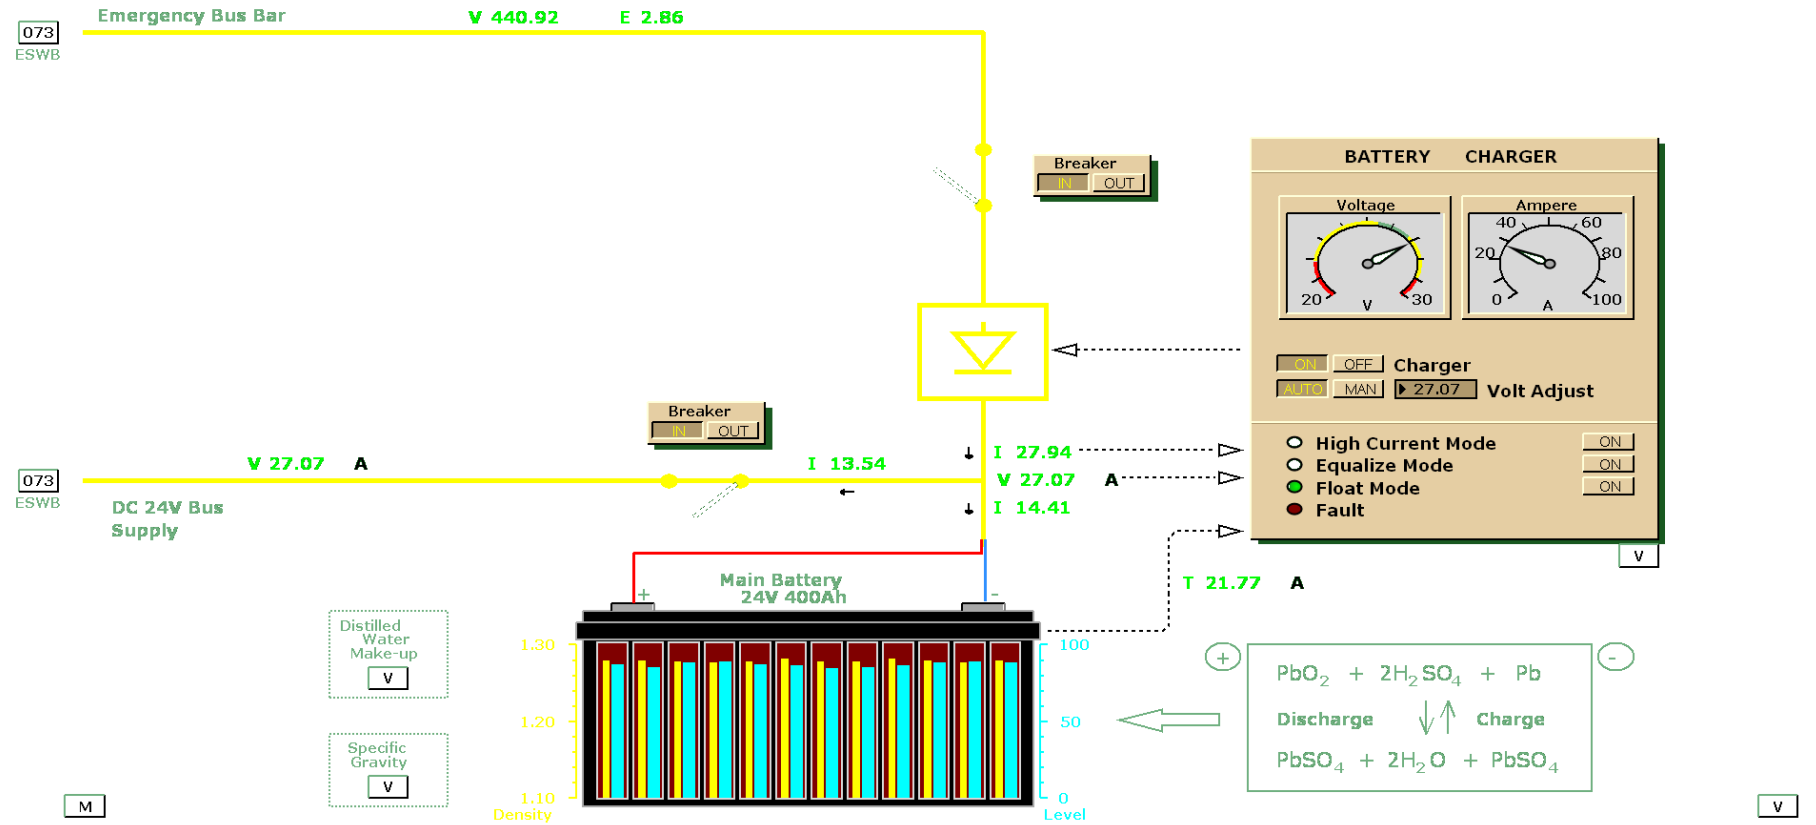 Emergency Bus Bar
V 440.92 E 2.86
073
ESWB
Breaker
IN OUT
BATTERY CHARGER
Voltage
20 30
V
Ampere
0 20 40 60 80 100
A
ON OFF Charger
AUTO MAN 27.07 Volt Adjust
High Current Mode ON
Equalize Mode ON
Float Mode ON
Fault
V
Breaker
IN OUT
V 27.07 A
I 13.54
I 27.94
V 27.07 A
I 14.41
073
ESWB
DC 24V Bus
Supply
T 21.77 A
Main Battery
24V 400Ah
+ -
Distilled
Water
Make-up
V
Specific
Gravity
V
1.30
1.20
1.10
Density
100
50
0
Level
+ -
PbO2 + 2H2SO4 + Pb
Discharge Charge
PbSO4 + 2H2O + PbSO4
M
V